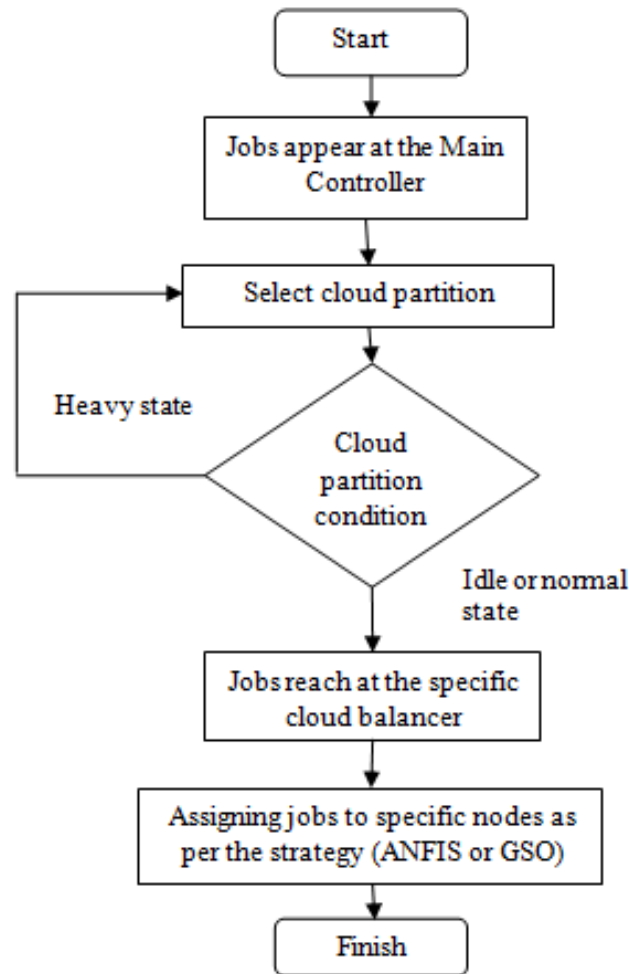 Start
Jobs appear at the Main
Controller
Select cloud partition
Heavy state
Cloud
partition
condition
Idle or normal
state
Jobs reach at the specific
cloud balancer
Assigning jobs to specific nodes as
per the strategy (ANFIS or GSO)
Finish